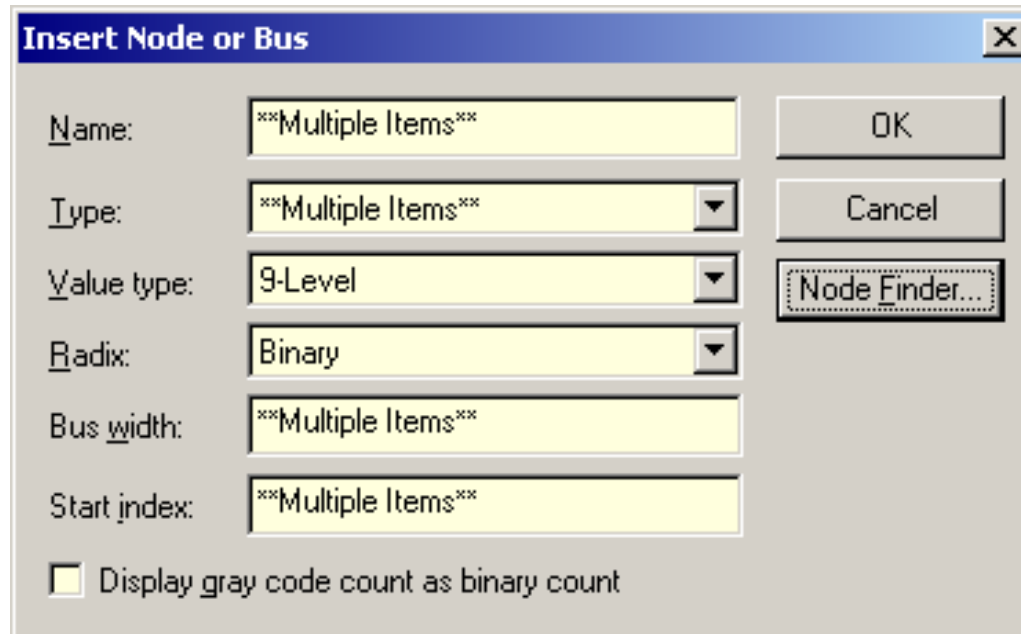 Insert Node or Bus
Name: **Multiple Items** OK
Type: **Multiple Items** Cancel
Value type: 9-Level Node Finder...
Radix: Binary
Bus width: **Multiple Items**
Start index: **Multiple Items**
Display gray code count as binary count